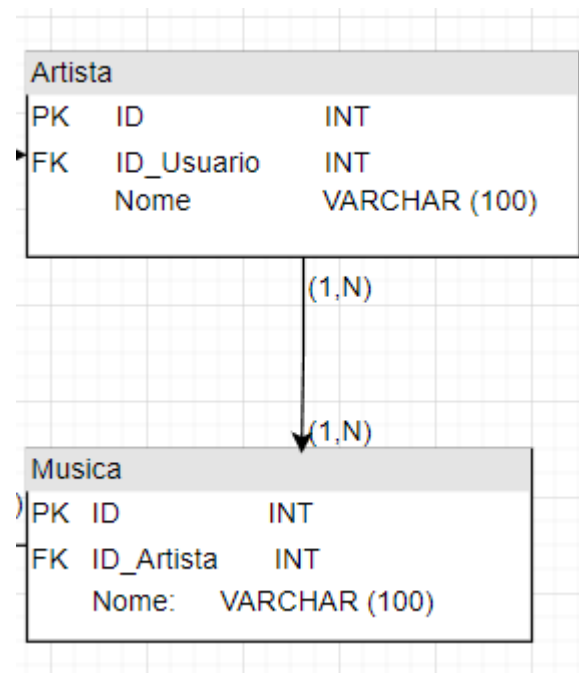 Artista
PK ID INT
FK ID_Usuario INT
Nome VARCHAR (100)
(1,N)
(1,N)
Musica
)
PK ID INT
FK ID_Artista INT
Nome: VARCHAR (100)